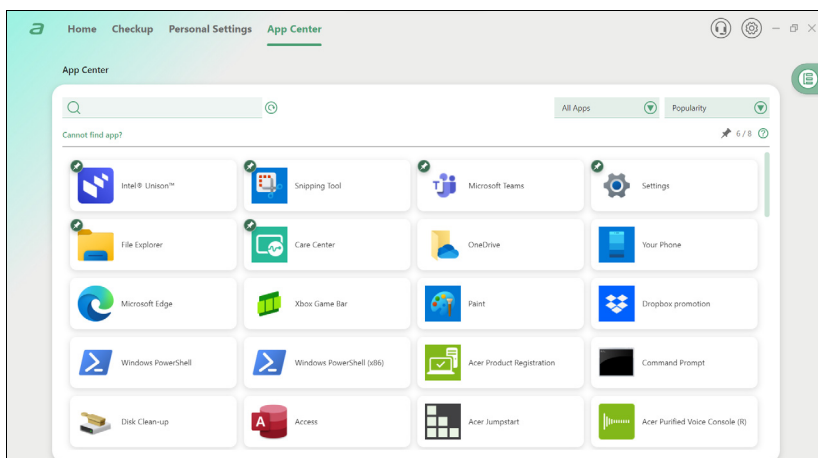 a Home Checkup Personal Settings App Center
App Center
All Apps Popularity
Cannot find app? 6 / 8
Intel® Unison™ Snipping Tool Microsoft Teams Settings
File Explorer Care Center OneDrive Your Phone
Microsoft Edge Xbox Game Bar Paint Dropbox promotion
Windows PowerShell Windows PowerShell (x86) Acer Product Registration Command Prompt
Disk Clean-up Access Acer Jumpstart Acer Purified Voice Console (R)